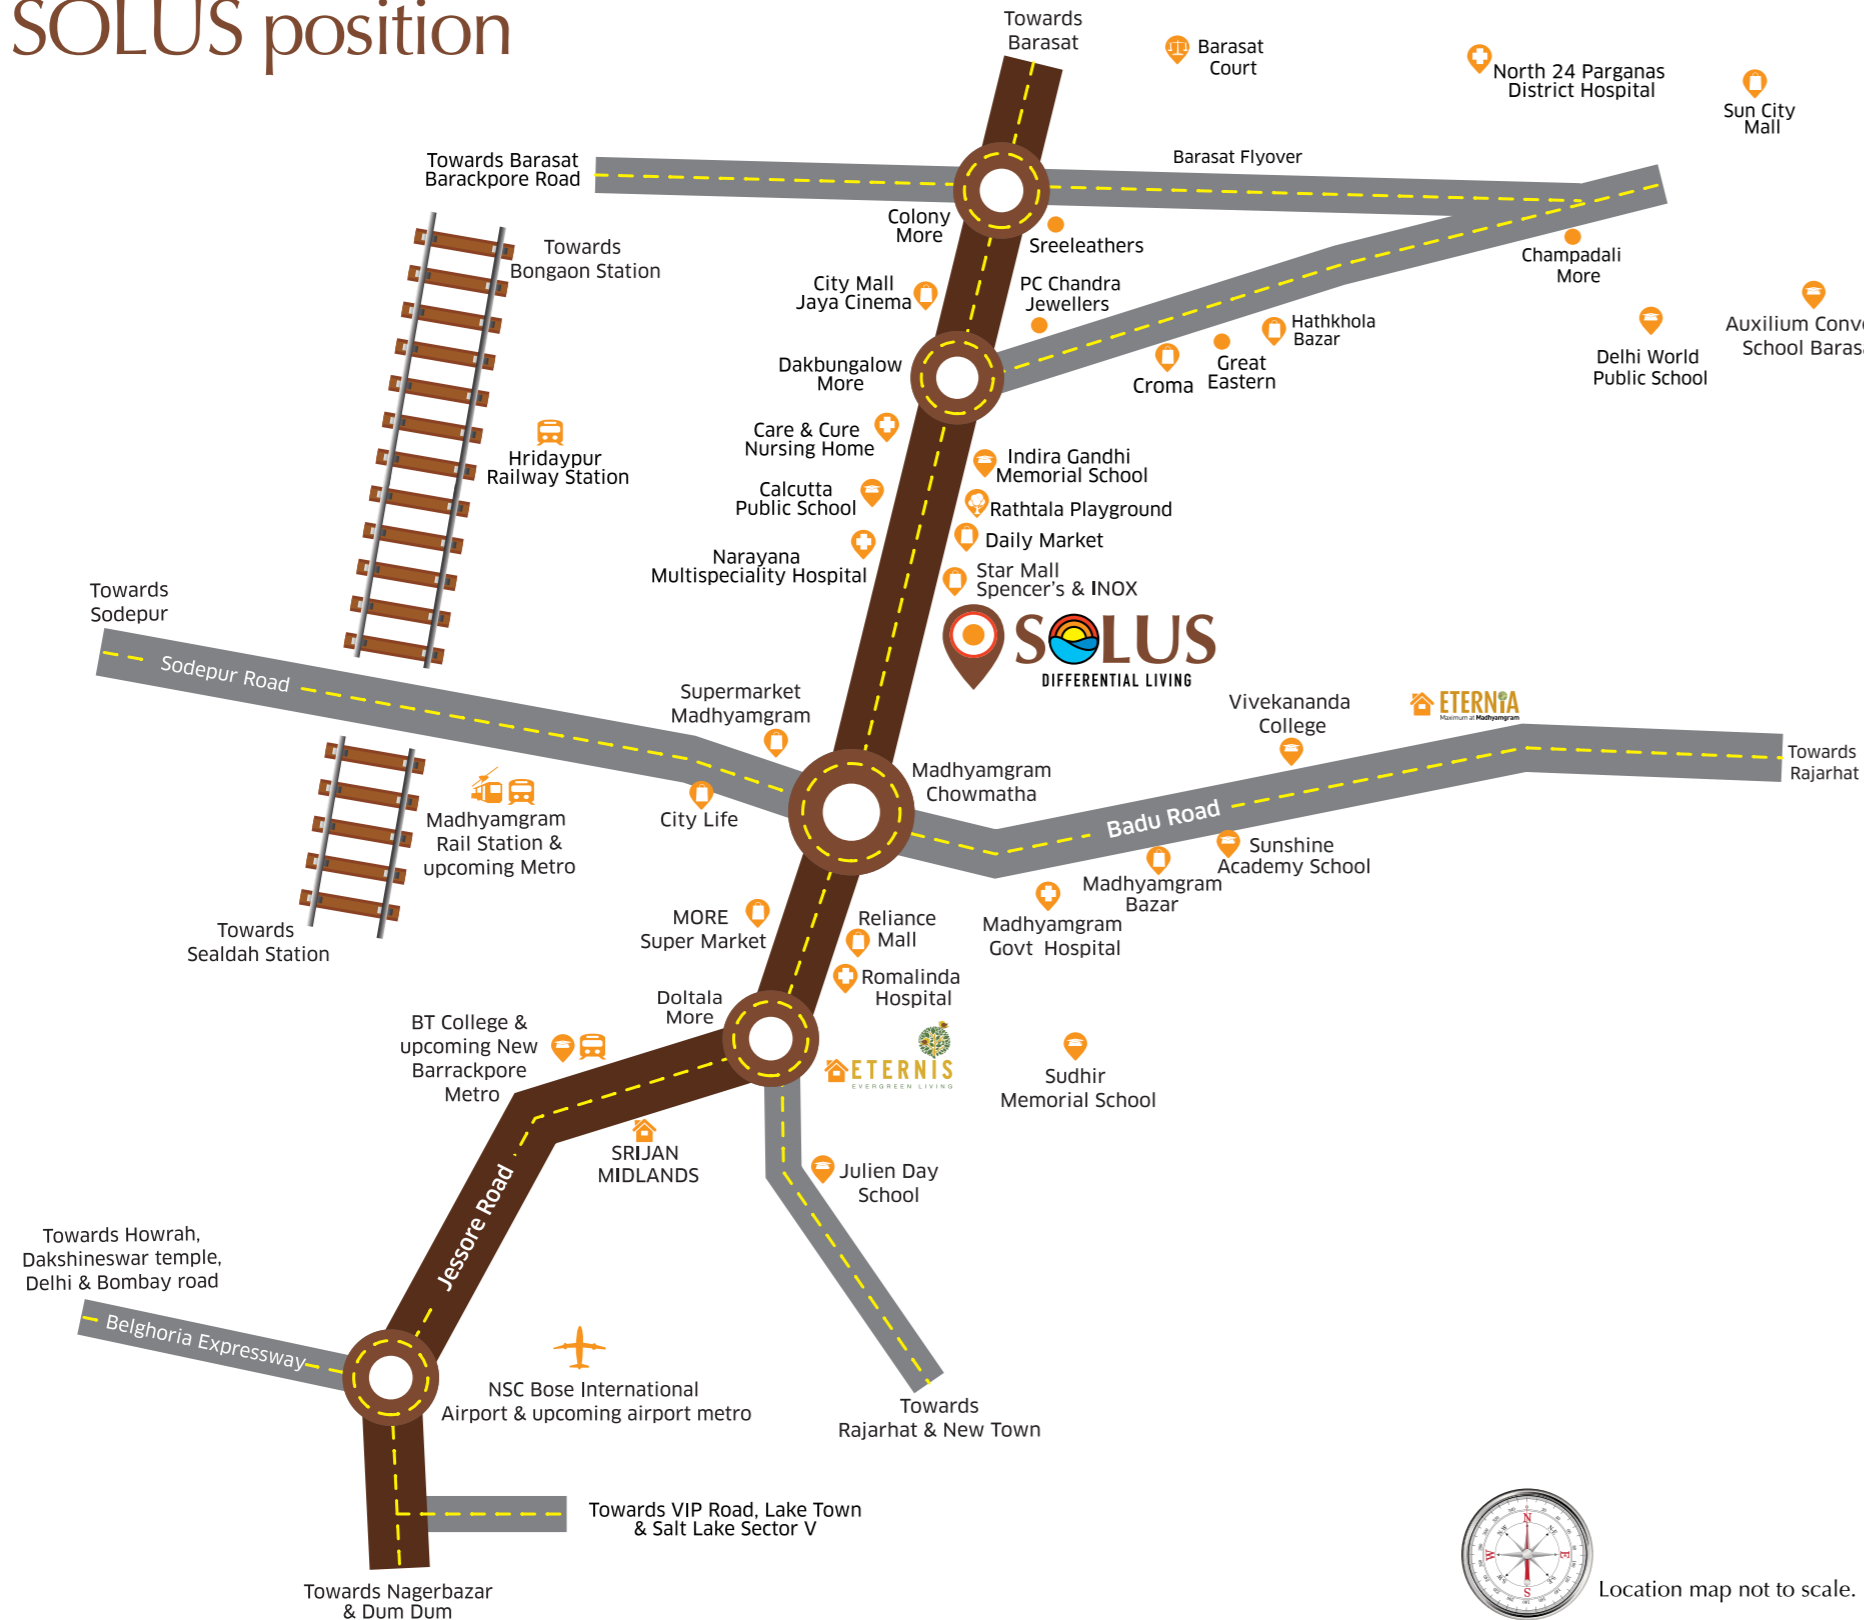 SOLUS position
Towards
Barasat
Barasat
Court
North 24 Parganas
District Hospital
Sun City
Mall
Towards Barasat
Barackpore Road
Barasat Flyover
Colony
More
Sreeleathers
Towards
Bongaon Station
Champadali
More
City Mall
Jaya Cinema
PC Chandra
Jewellers
Hathkhola
Bazar
Auxilium Conve
School Baras
Delhi World
Public School
Dakbungalow
More
Croma
Great
Eastern
Care & Cure
Nursing Home
Hridaypur
Railway Station
Indira Gandhi
Memorial School
Calcutta
Public School
Rathtala Playground
Daily Market
Narayana
Multispeciality Hospital
Star Mall
Spencer's & INOX
Towards
Sodepur
SOLUS
DIFFERENTIAL LIVING
Sodepur Road
Supermarket
Madhyamgram
Vivekananda
College
ETERNIA
Maximum at Madhyamgram
Towards
Rajarhat
Madhyamgram
Chowmatha
Badu Road
City Life
Madhyamgram
Rail Station &
upcoming Metro
Sunshine
Academy School
Madhyamgram
Bazar
Madhyamgram
Govt Hospital
Towards
Sealdah Station
MORE
Super Market
Reliance
Mall
Romalinda
Hospital
Doltala
More
BT College &
upcoming New
Barrackpore
Metro
ETERNIS
EVERGREEN LIVING
Sudhir
Memorial School
SRIJAN
MIDLANDS
Julien Day
School
Jessore Road
Towards Howrah,
Dakshineswar temple,
Delhi & Bombay road
Belghoria Expressway
NSC Bose International
Airport & upcoming airport metro
Towards
Rajarhat & New Town
Towards VIP Road, Lake Town
& Salt Lake Sector V
Towards Nagerbazar
& Dum Dum
N
W
E
S
Location map not to scale.